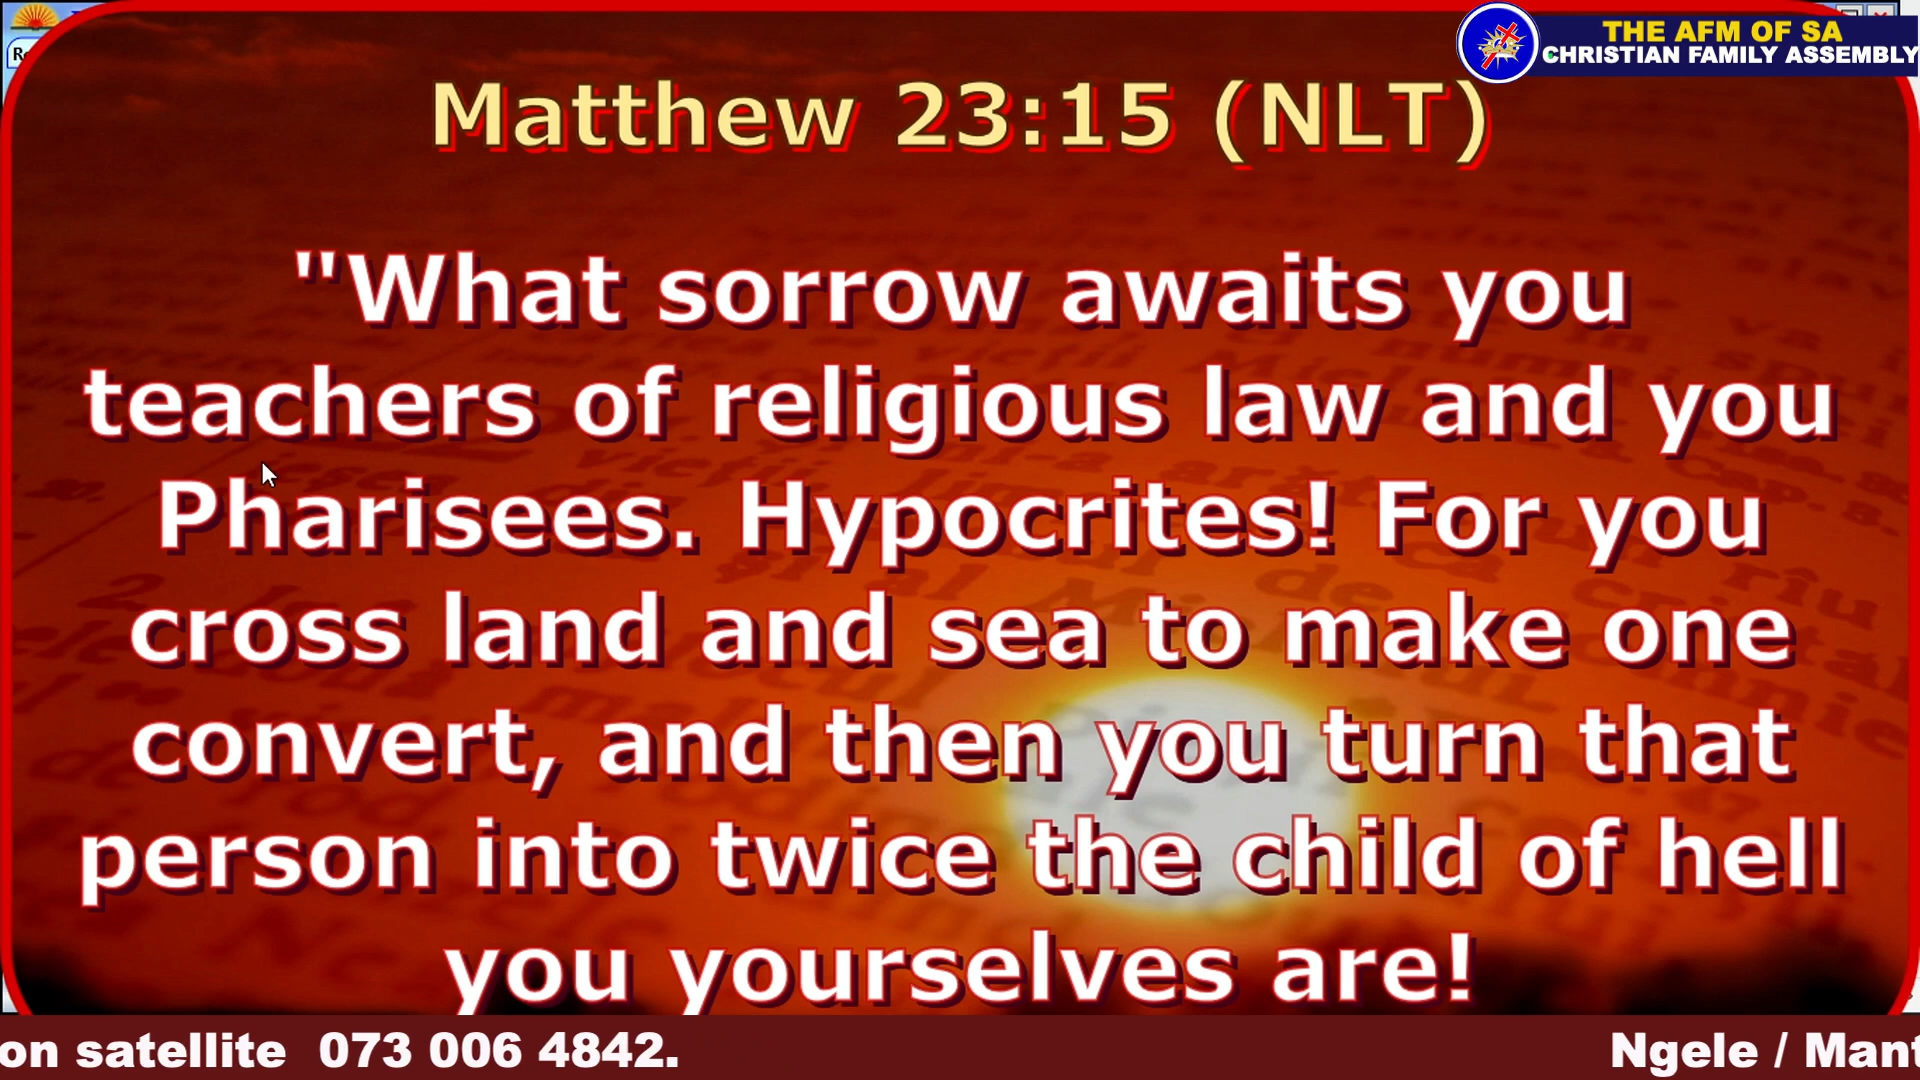 THE AFM OF SA
CHRISTIAN FAMILY ASSEMBLY
Matthew 23:15 (NLT)
"What sorrow awaits you
teachers of religious law and you
Pharisees. Hypocrites! For you
cross land and sea to make one
convert, and then you turn that
person into twice the child of hell
you yourselves are!
on satellite 073 006 4842.
Ngele /